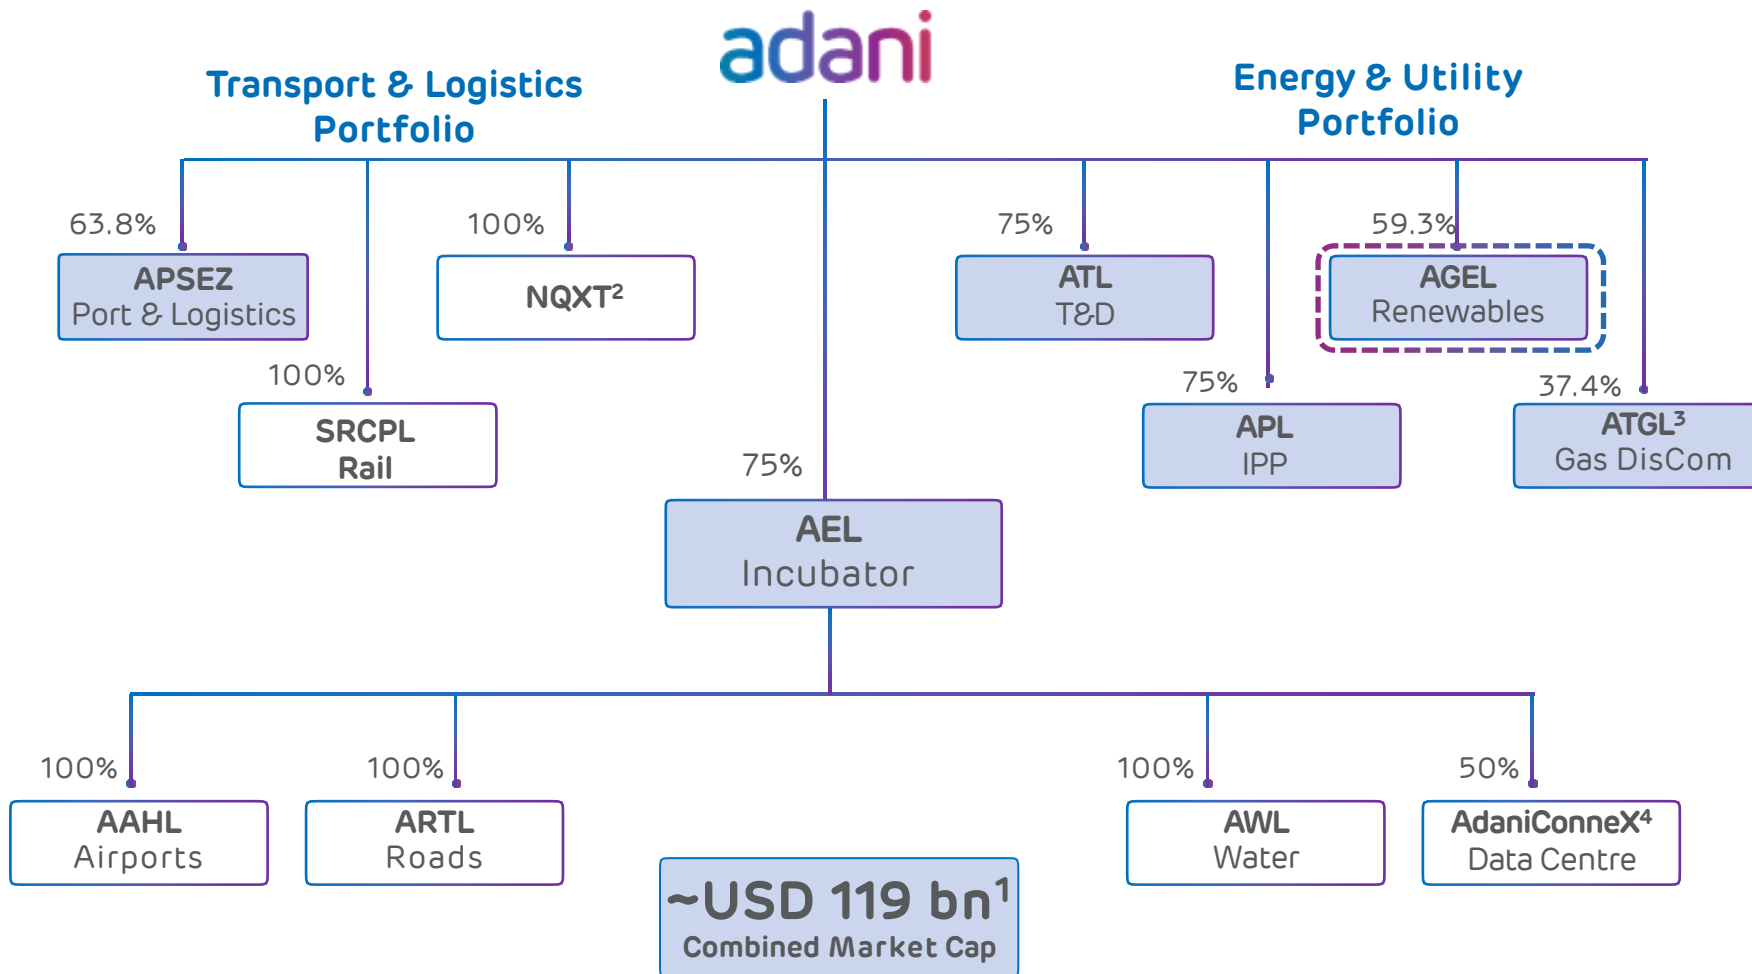 adani
Transport & Logistics
Portfolio
Energy & Utility
Portfolio
63.8%
APSEZ
Port & Logistics
100%
SRCPL
Rail
100%
NQXT²
75%
ATL
T&D
75%
APL
IPP
59.3%
AGEL
Renewables
37.4%
ATGL³
Gas DisCom
75%
AEL
Incubator
100%
AAHL
Airports
100%
ARTL
Roads
100%
AWL
Water
50%
AdaniConneX⁴
Data Centre
~USD 119 bn¹
Combined Market Cap